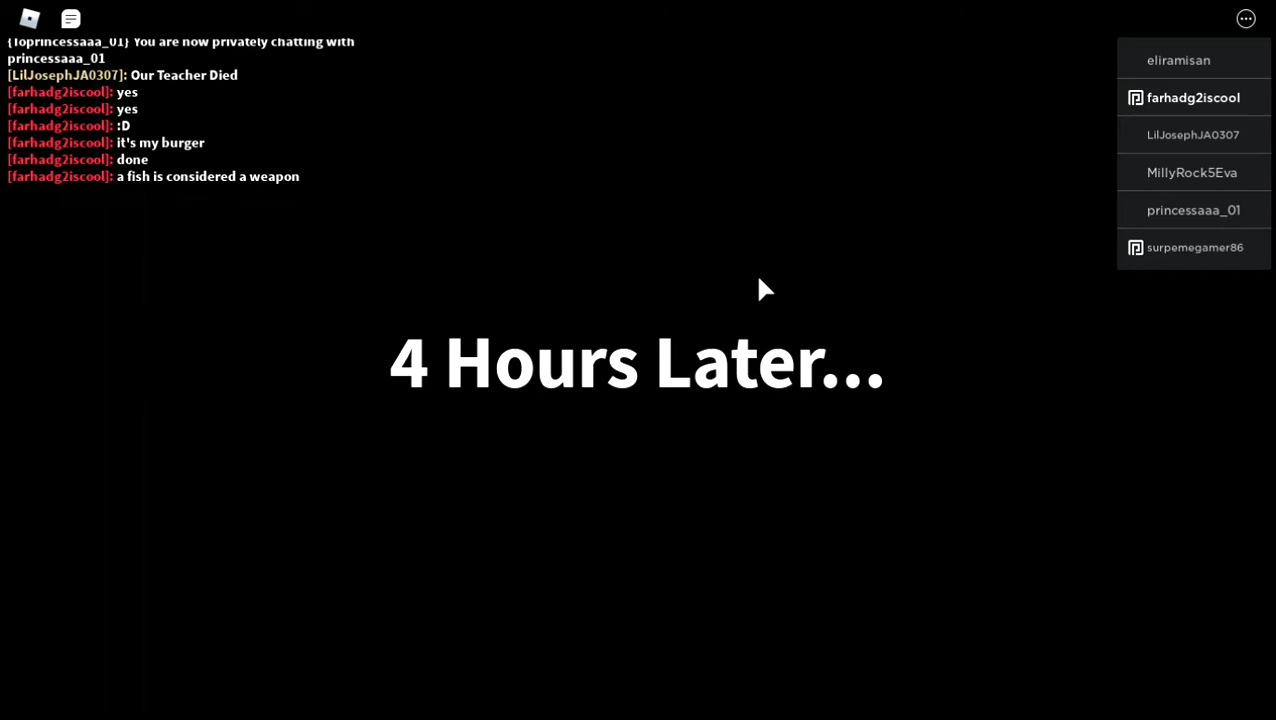 {Toprincessaaa_01} You are now privately chatting with
princessaaa_01
[LilJosephJA0307]: Our Teacher Died
[farhadg2iscool]: yes
[farhadg2iscool]: yes
[farhadg2iscool]: :D
[farhadg2iscool]: it's my burger
[farhadg2iscool]: done
[farhadg2iscool]: a fish is considered a weapon
eliramisan
farhadg2iscool
LilJosephJA0307
MillyRock5Eva
princessaaa_01
surpemegamer86
4 Hours Later...